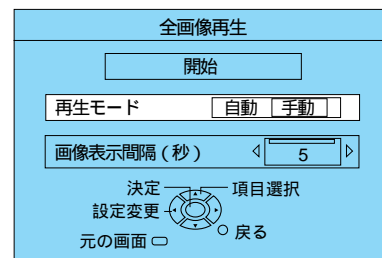 全画像再生
開始
再生モード 自動 手動
画像表示間隔(秒) 5
決定 項目選択
設定変更
元の画面 戻る